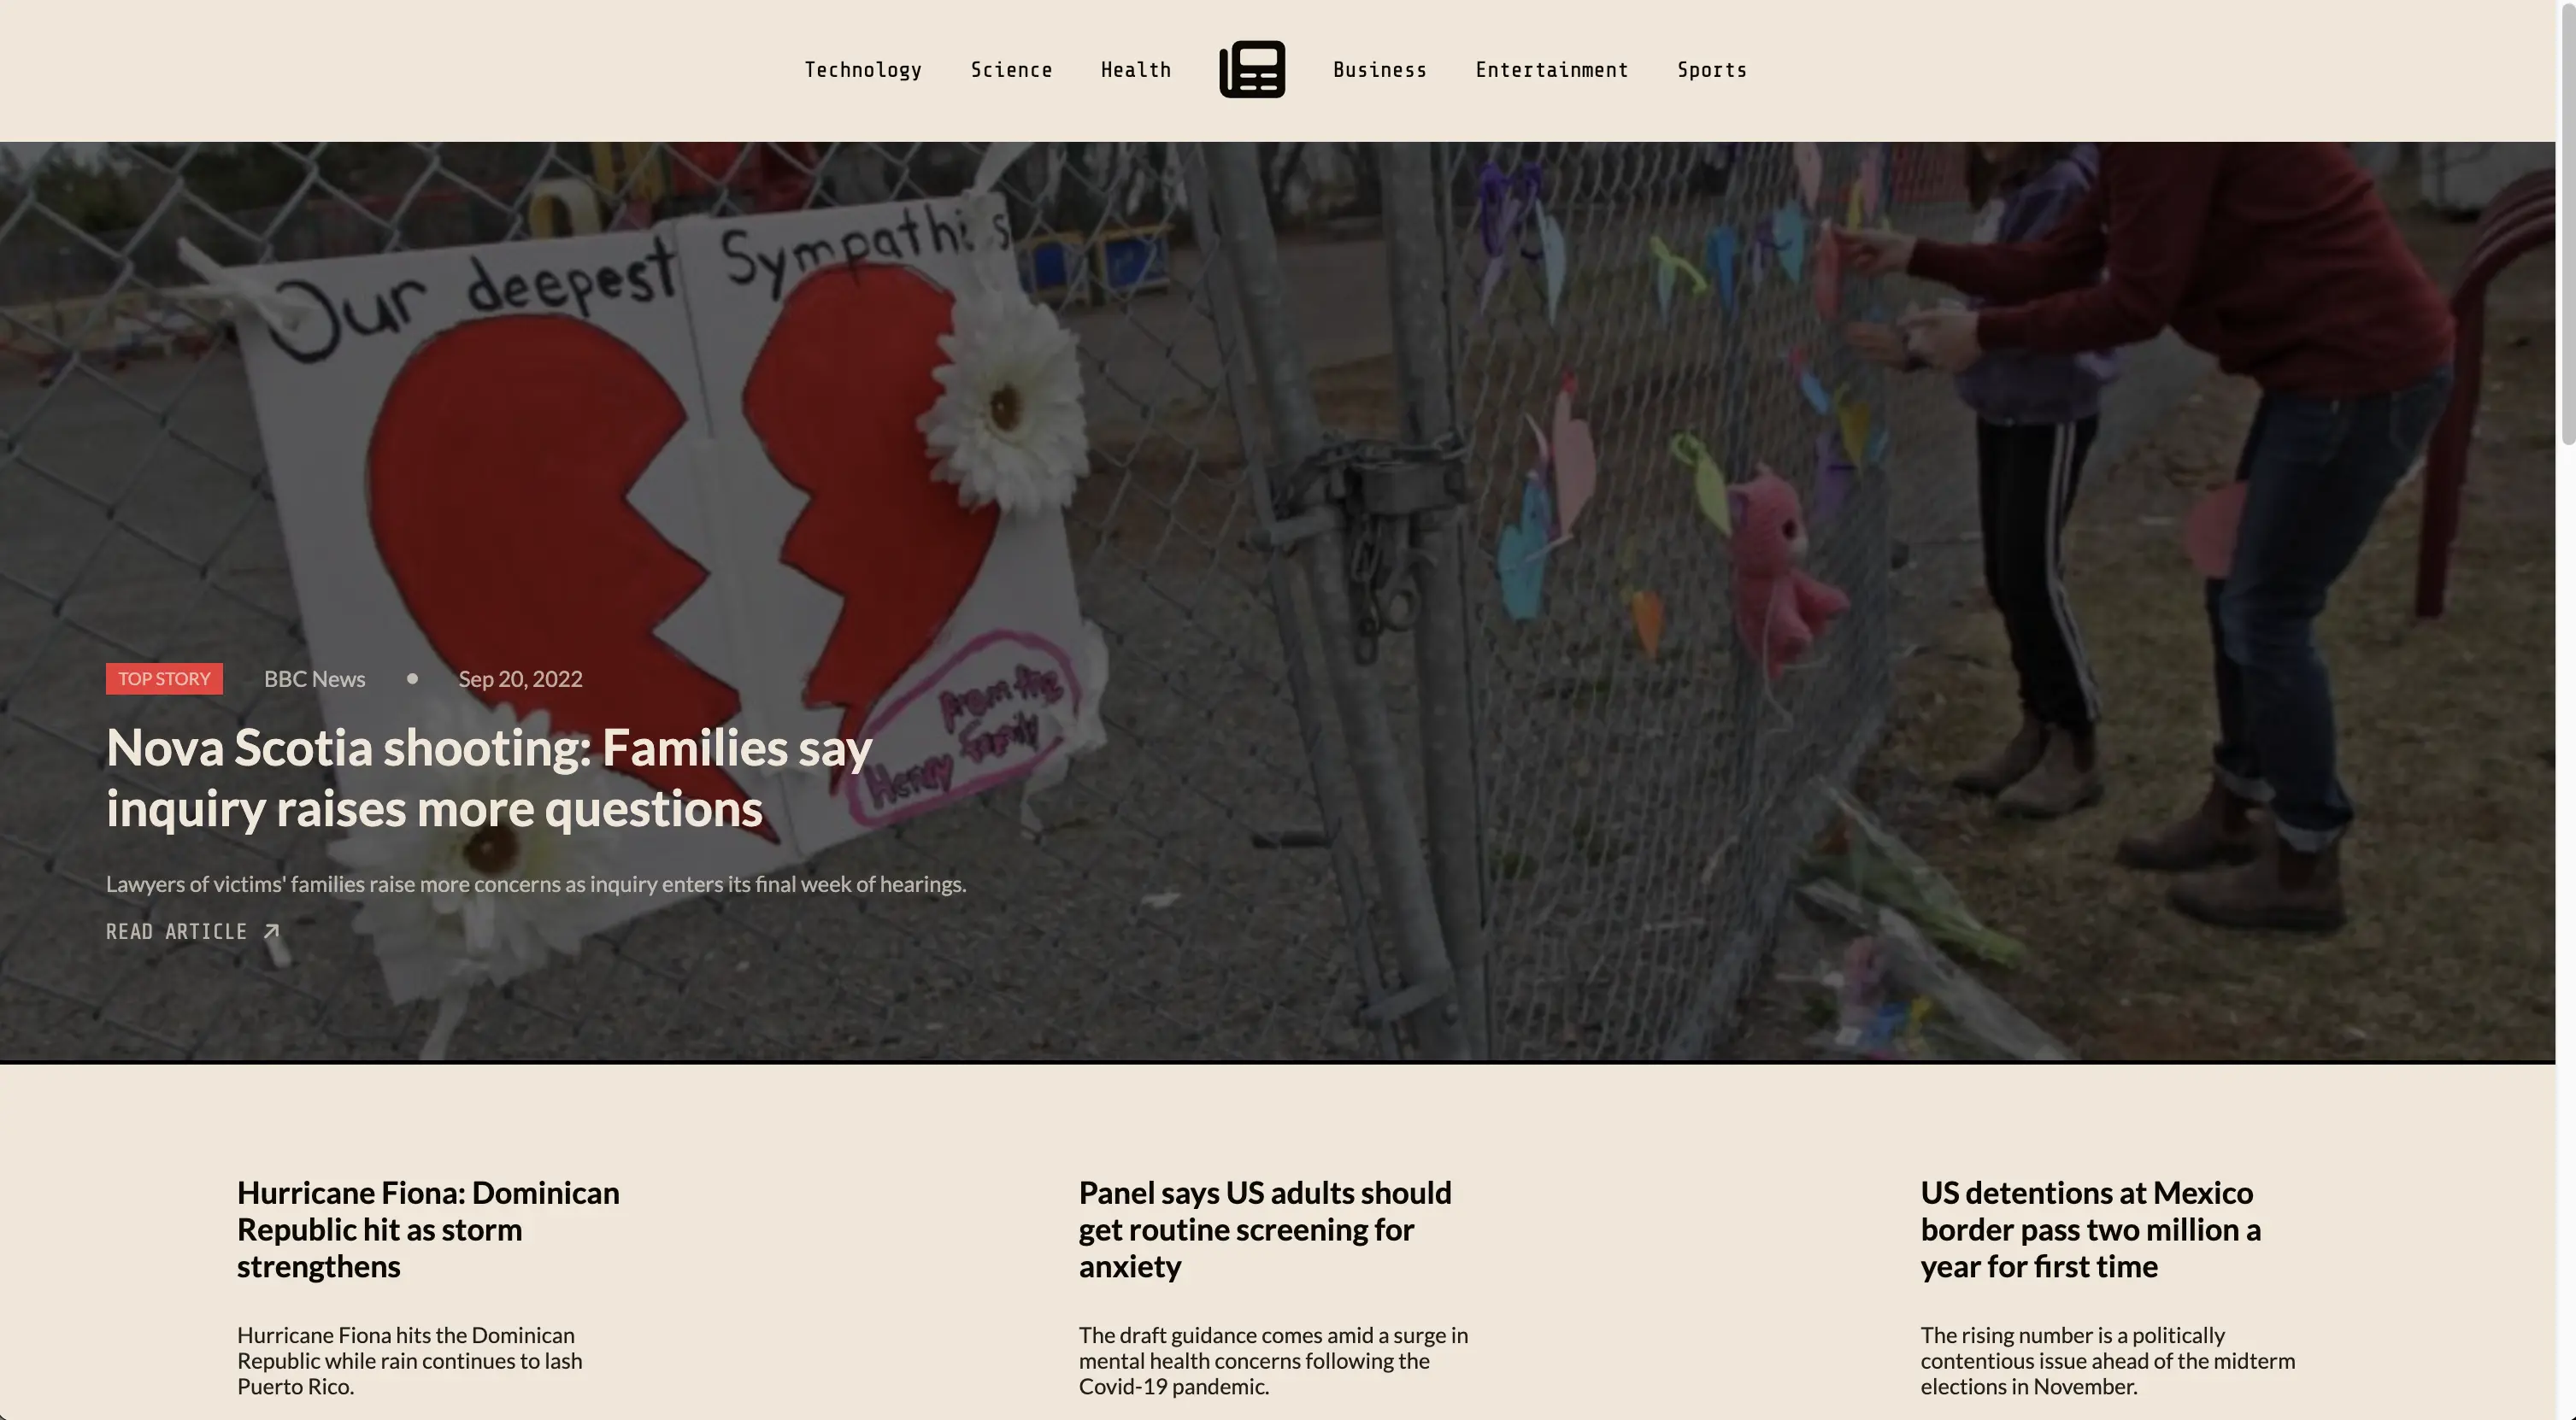 Technology Science Health Business Entertainment Sports
Our deepest Sympathi s
from the
Henry family
TOP STORY BBC News • Sep 20, 2022
Nova Scotia shooting: Families say
inquiry raises more questions
Lawyers of victims' families raise more concerns as inquiry enters its final week of hearings.
READ ARTICLE
Hurricane Fiona: Dominican
Republic hit as storm
strengthens
Hurricane Fiona hits the Dominican
Republic while rain continues to lash
Puerto Rico.
Panel says US adults should
get routine screening for
anxiety
The draft guidance comes amid a surge in
mental health concerns following the
Covid-19 pandemic.
US detentions at Mexico
border pass two million a
year for first time
The rising number is a politically
contentious issue ahead of the midterm
elections in November.